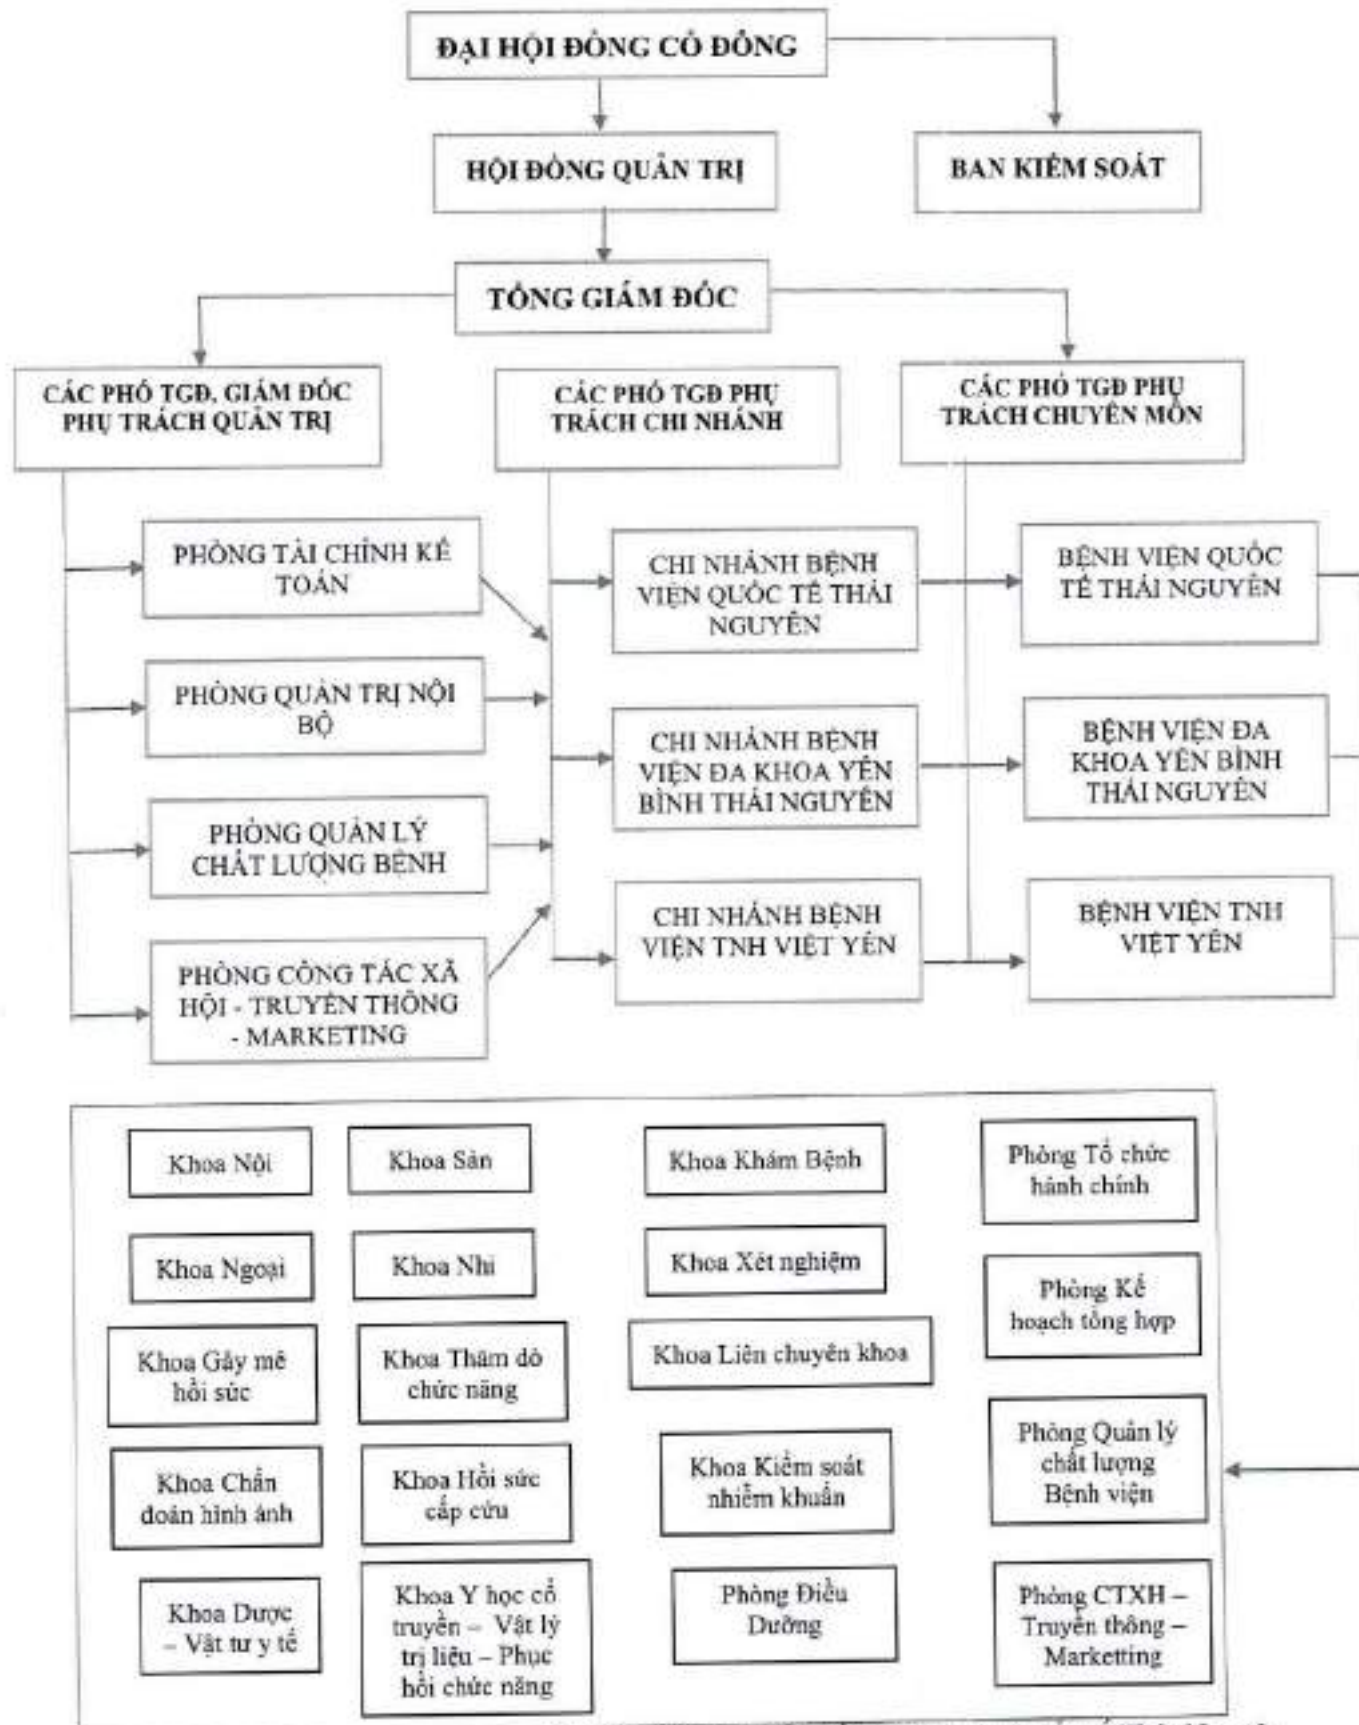 ĐẠI HỘI ĐỒNG CỔ ĐÔNG
HỘI ĐỒNG QUẢN TRỊ
BAN KIỂM SOÁT
TỔNG GIÁM ĐỐC
CÁC PHÓ TGĐ, GIÁM ĐỐC
PHỤ TRÁCH QUẢN TRỊ
CÁC PHÓ TGĐ PHỤ
TRÁCH CHI NHÁNH
CÁC PHÓ TGĐ PHỤ
TRÁCH CHUYÊN MÔN
PHÒNG TÀI CHÍNH KẾ
TOÁN
CHI NHÁNH BỆNH
VIỆN QUỐC TẾ THÁI
NGUYÊN
BỆNH VIỆN QUỐC
TẾ THÁI NGUYÊN
PHÒNG QUẢN TRỊ NỘI
BỘ
CHI NHÁNH BỆNH
VIỆN ĐA KHOA YÊN
BÌNH THÁI NGUYÊN
BỆNH VIỆN ĐA
KHOA YÊN BÌNH
THÁI NGUYÊN
PHÒNG QUẢN LÝ
CHẤT LƯỢNG BỆNH
CHI NHÁNH BỆNH
VIỆN TNH VIỆT YÊN
BỆNH VIỆN TNH
VIỆT YÊN
PHÒNG CÔNG TÁC XÃ
HỘI - TRUYỀN THÔNG
- MARKETING
Khoa Nội
Khoa Sản
Khoa Khám Bệnh
Phòng Tổ chức
hành chính
Khoa Ngoại
Khoa Nhi
Khoa Xét nghiệm
Phòng Kế
hoạch tổng hợp
Khoa Gây mê
hồi sức
Khoa Thăm dò
chức năng
Khoa Liên chuyên khoa
Phòng Quản lý
chất lượng
Bệnh viện
Khoa Chẩn
đoán hình ảnh
Khoa Hồi sức
cấp cứu
Khoa Kiểm soát
nhiễm khuẩn
Khoa Dược
– Vật tư y tế
Khoa Y học cổ
truyền – Vật lý
trị liệu – Phục
hồi chức năng
Phòng Điều
Dưỡng
Phòng CTXH –
Truyền thông –
Marketting